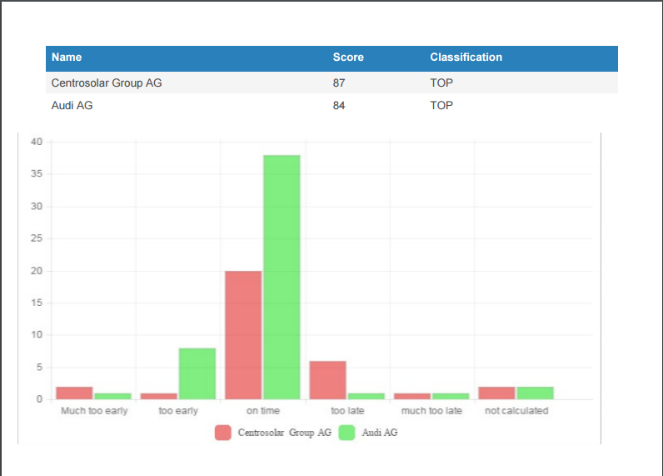 Name Score Classification
Centrosolar Group AG 87 TOP
Audi AG 84 TOP
40
35
30
25
20
15
10
5
0
Much too early too early on time too late much too late not calculated
Centrosolar Group AG Audi AG